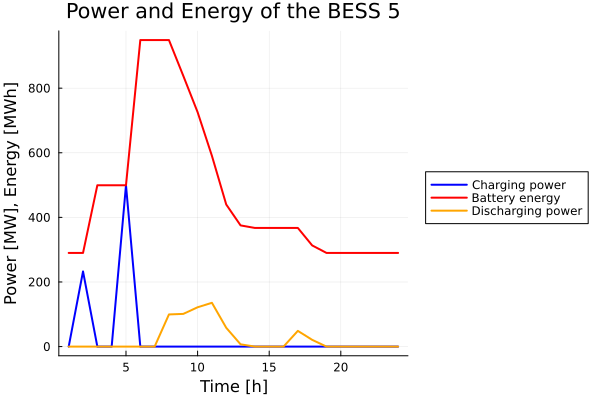 Power and Energy of the BESS 5
Power [MW], Energy [MWh]
800
600
400
200
0
5
10
15
20
Time [h]
Charging power
Battery energy
Discharging power